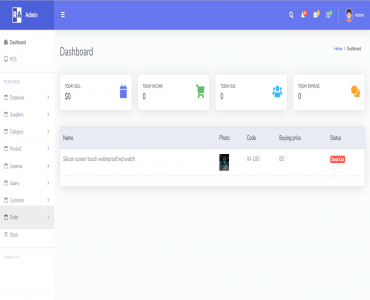 RA Admin
Admin
Dashboard
POS
FEATURES
Employee
Suppliers
Category
Product
Expense
Salary
Customer
Order
Stock
Dashboard
Home / Dashboard
TODAY SELL
$0
TODAY INCOME
0
TODAY DUE
0
TODAY EXPENSE
0
Name Photo Code Buying price Status
Silicon screen touch waterproof led watch W-100 83 Stock Out